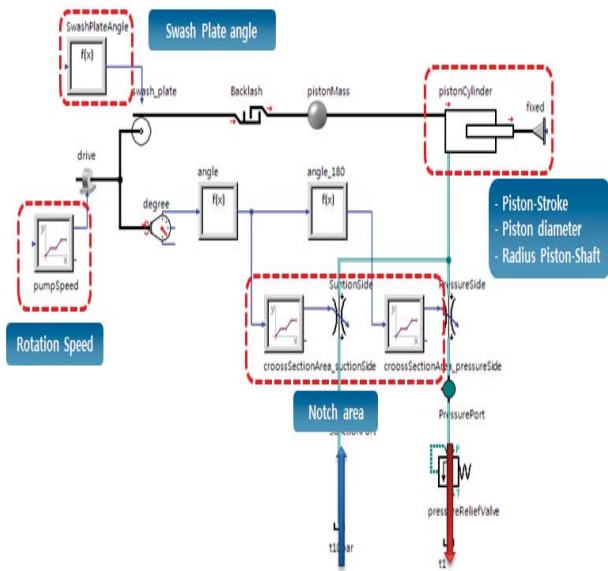 SwashPlateAngle
Swash Plate angle
f(x)
swash_plate
Backlash
pistonMass
pistonCylinder
fixed
drive
degree
angle
f(x)
angle_180
f(x)
- Piston-Stroke
- Piston diameter
- Radius Piston-Shaft
y
x
pumpSpeed
Rotation Speed
SuntionSide
PressureSide
y
x
y
x
croossSectionArea_suctionSide
croossSectionArea_pressureSide
Notch area
PressurePort
P
T
pressureReliefValve
t1